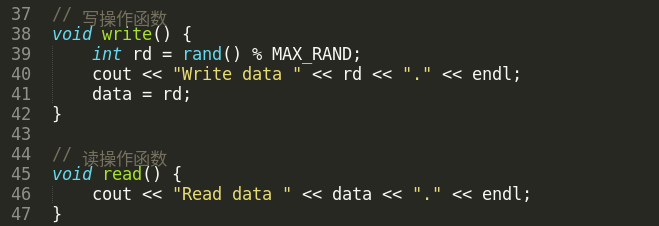 37 // 写操作函数
38 void write() {
39     int rd = rand() % MAX_RAND;
40     cout << "Write data " << rd << "." << endl;
41     data = rd;
42 }
43
44 // 读操作函数
45 void read() {
46     cout << "Read data " << data << "." << endl;
47 }